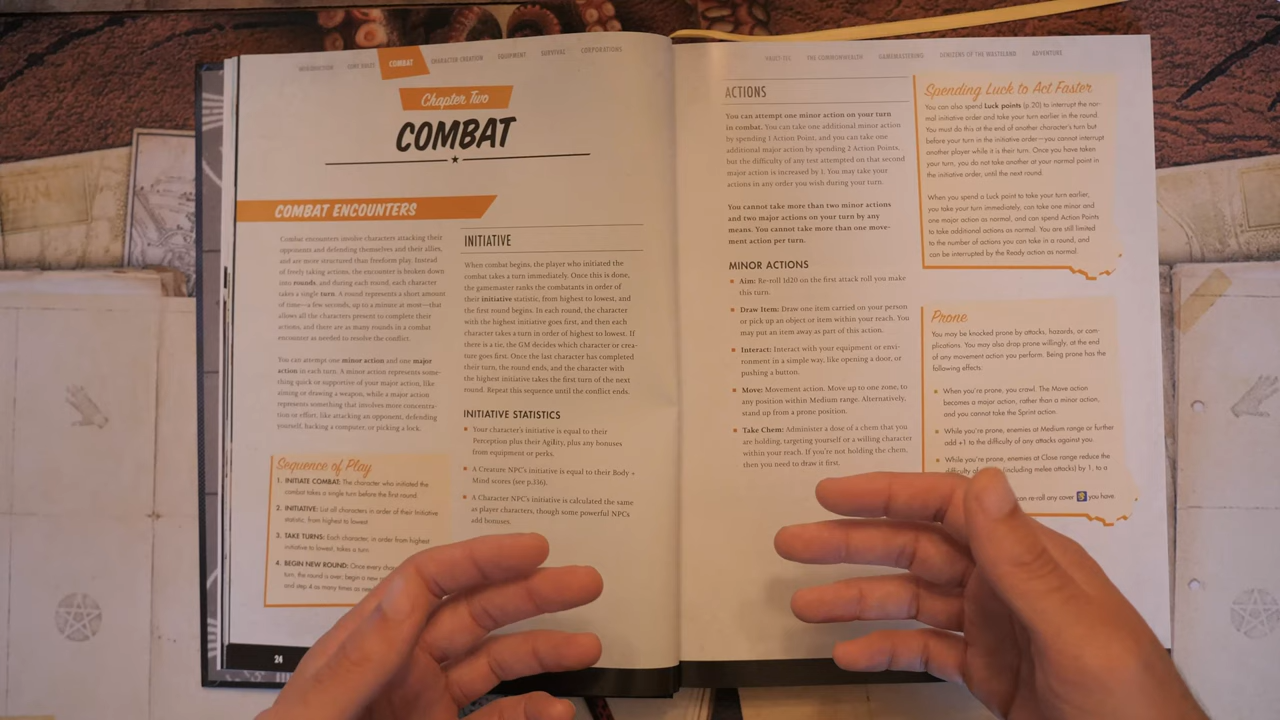 INTRODUCTION CORE RULES COMBAT CHARACTER CREATION EQUIPMENT SURVIVAL CORPORATIONS
Chapter Two
COMBAT
COMBAT ENCOUNTERS
Combat encounters involve characters attacking their
opponents and defending themselves and their allies,
and are more structured than freeform play. Instead
of freely taking actions, the encounter is broken down
into rounds, and during each round, each character
takes a single turn. A round represents a short amount
of time—a few seconds, up to a minute at most—that
allows all the characters present to complete their
actions, and there are as many rounds in a combat
encounter as needed to resolve the conflict.
You can attempt one minor action and one major
action in each turn. A minor action represents some-
thing quick or supportive of your major action, like
aiming or drawing a weapon, while a major action
represents something that involves more concentra-
tion or effort, like attacking an opponent, defending
yourself, hacking a computer, or picking a lock.
Sequence of Play
1. INITIATE COMBAT: The character who initiated the
combat takes a single turn before the first round.
2. INITIATIVE: List all characters in order of their Initiative
statistic, from highest to lowest.
3. TAKE TURNS: Each character, in order from highest
initiative to lowest, takes a turn.
4. BEGIN NEW ROUND: Once every char
turn, the round is over; begin a new
and step 4 as many times as
24
INITIATIVE
When combat begins, the player who initiated the
combat takes a turn immediately. Once this is done,
the gamemaster ranks the combatants in order of
their initiative statistic, from highest to lowest, and
the first round begins. In each round, the character
with the highest initiative goes first, and then each
character takes a turn in order of highest to lowest. If
there is a tie, the GM decides which character or crea-
ture goes first. Once the last character has completed
their turn, the round ends, and the character with
the highest initiative takes the first turn of the next
round. Repeat this sequence until the conflict ends.
INITIATIVE STATISTICS
Your character's initiative is equal to their
Perception plus their Agility, plus any bonuses
from equipment or perks.
A Creature NPC's initiative is equal to their Body +
Mind scores (see p.336).
A Character NPC's initiative is calculated the same
as player characters, though some powerful NPCs
add bonuses.
VAULT-TEC THE COMMONWEALTH GAMEMASTERING DENIZENS OF THE WASTELAND ADVENTURE
ACTIONS
You can attempt one minor action on your turn
in combat. You can take one additional minor action
by spending 1 Action Point, and you can take one
additional major action by spending 2 Action Points,
but the difficulty of any test attempted on that second
major action is increased by 1. You may take your
actions in any order you wish during your turn.
You cannot take more than two minor actions
and two major actions on your turn by any
means. You cannot take more than one move-
ment action per turn.
MINOR ACTIONS
Aim: Re-roll 1d20 on the first attack roll you make
this turn.
Draw Item: Draw one item carried on your person
or pick up an object or item within your reach. You
may put an item away as part of this action.
Interact: Interact with your equipment or envi-
ronment in a simple way, like opening a door, or
pushing a button.
Move: Movement action. Move up to one zone, to
any position within Medium range. Alternatively,
stand up from a prone position.
Take Chem: Administer a dose of a chem that you
are holding, targeting yourself or a willing character
within your reach. If you're not holding the chem,
then you need to draw it first.
Spending Luck to Act Faster
You can also spend Luck points (p.20) to interrupt the nor-
mal initiative order and take your turn earlier in the round.
You must do this at the end of another character's turn but
before your turn in the initiative order—you cannot interrupt
another player while it is their turn. Once you have taken
your turn, you do not take another at your normal point in
the initiative order, until the next round.
When you spend a Luck point to take your turn earlier,
you take your turn immediately, can take one minor and
one major action as normal, and can spend Action Points
to take additional actions as normal. You are still limited
to the number of actions you can take in a round, and
can be interrupted by the Ready action as normal.
Prone
You may be knocked prone by attacks, hazards, or com-
plications. You may also drop prone willingly, at the end
of any movement action you perform. Being prone has the
following effects:
When you're prone, you crawl. The Move action
becomes a major action, rather than a minor action,
and you cannot take the Sprint action.
While you're prone, enemies at Medium range or further
add +1 to the difficulty of any attacks against you.
While you're prone, enemies at Close range reduce the
(including melee attacks) by 1, to a
can re-roll any cover you have